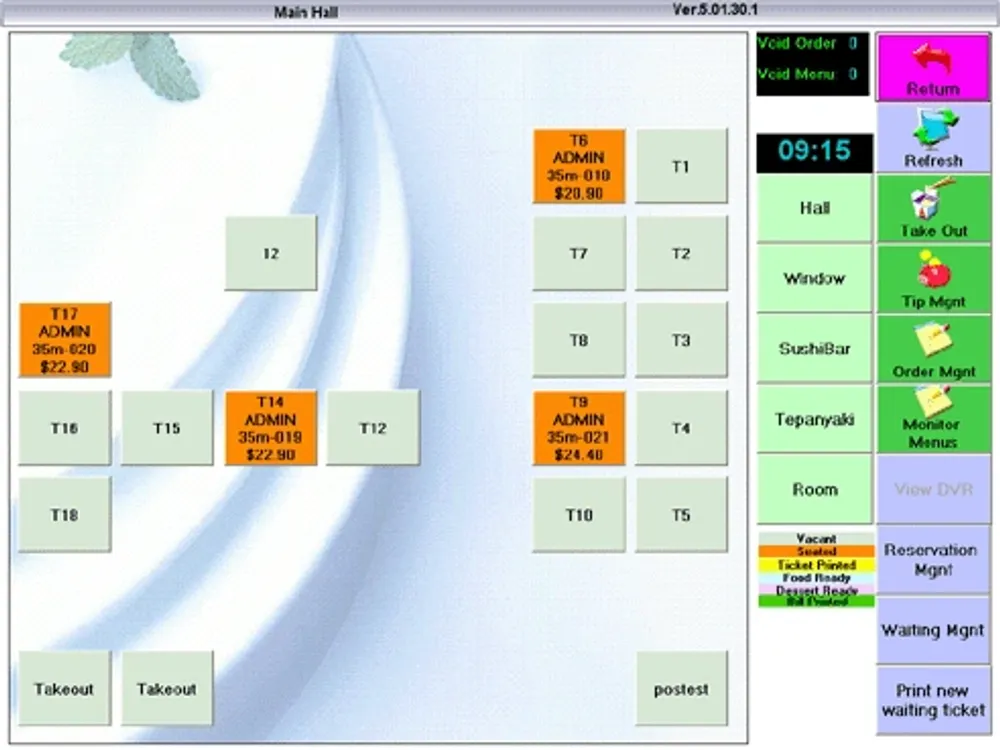 Main Hall
Ver.5.01.30.1
Void Order 0
Void Menu 0
Return
Refresh
09:15
T6
ADMIN
35m-010
$20.90
T1
Hall
Take Out
12
T7
T2
Window
Tip Mgnt
T17
ADMIN
35m-020
$22.90
T8
T3
SushiBar
Order Mgnt
T16
T15
T14
ADMIN
35m-019
$22.90
T12
T9
ADMIN
35m-021
$24.40
T4
Tepanyaki
Monitor
Menus
T18
T10
T5
Room
View DVR
Vacant
Seated
Ticket Printed
Food Ready
Dessert Ready
Bill Printed
Reservation
Mgnt
Waiting Mgnt
Takeout
Takeout
postest
Print new
waiting ticket